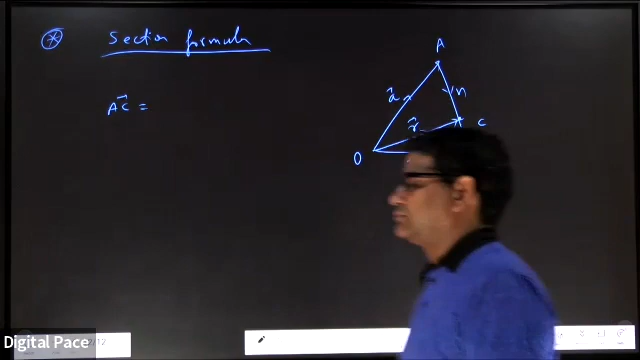 * Section formula
A
a⃗
n
AC⃗ =
r⃗
C
O
Digital Pace